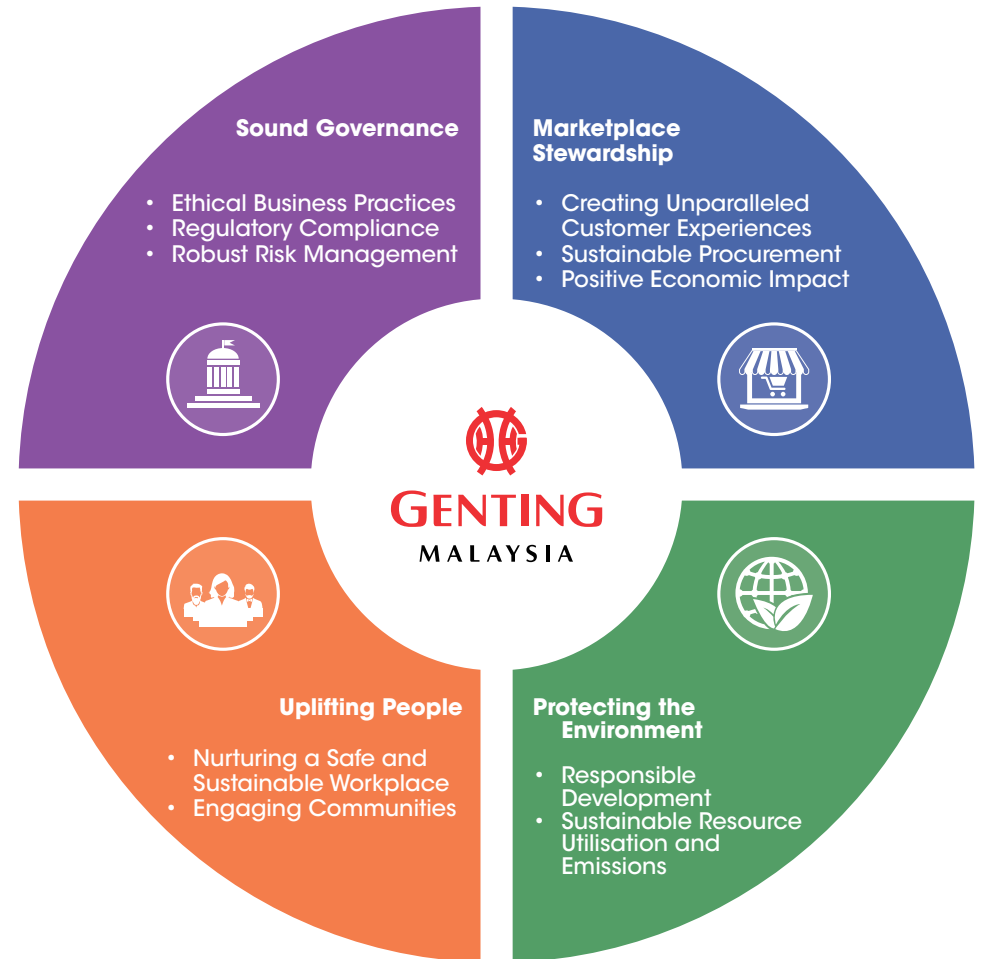 Sound Governance
• Ethical Business Practices
• Regulatory Compliance
• Robust Risk Management
Marketplace
Stewardship
• Creating Unparalleled
Customer Experiences
• Sustainable Procurement
• Positive Economic Impact
GENTING
MALAYSIA
Uplifting People
• Nurturing a Safe and
Sustainable Workplace
• Engaging Communities
Protecting the
Environment
• Responsible
Development
• Sustainable Resource
Utilisation and
Emissions